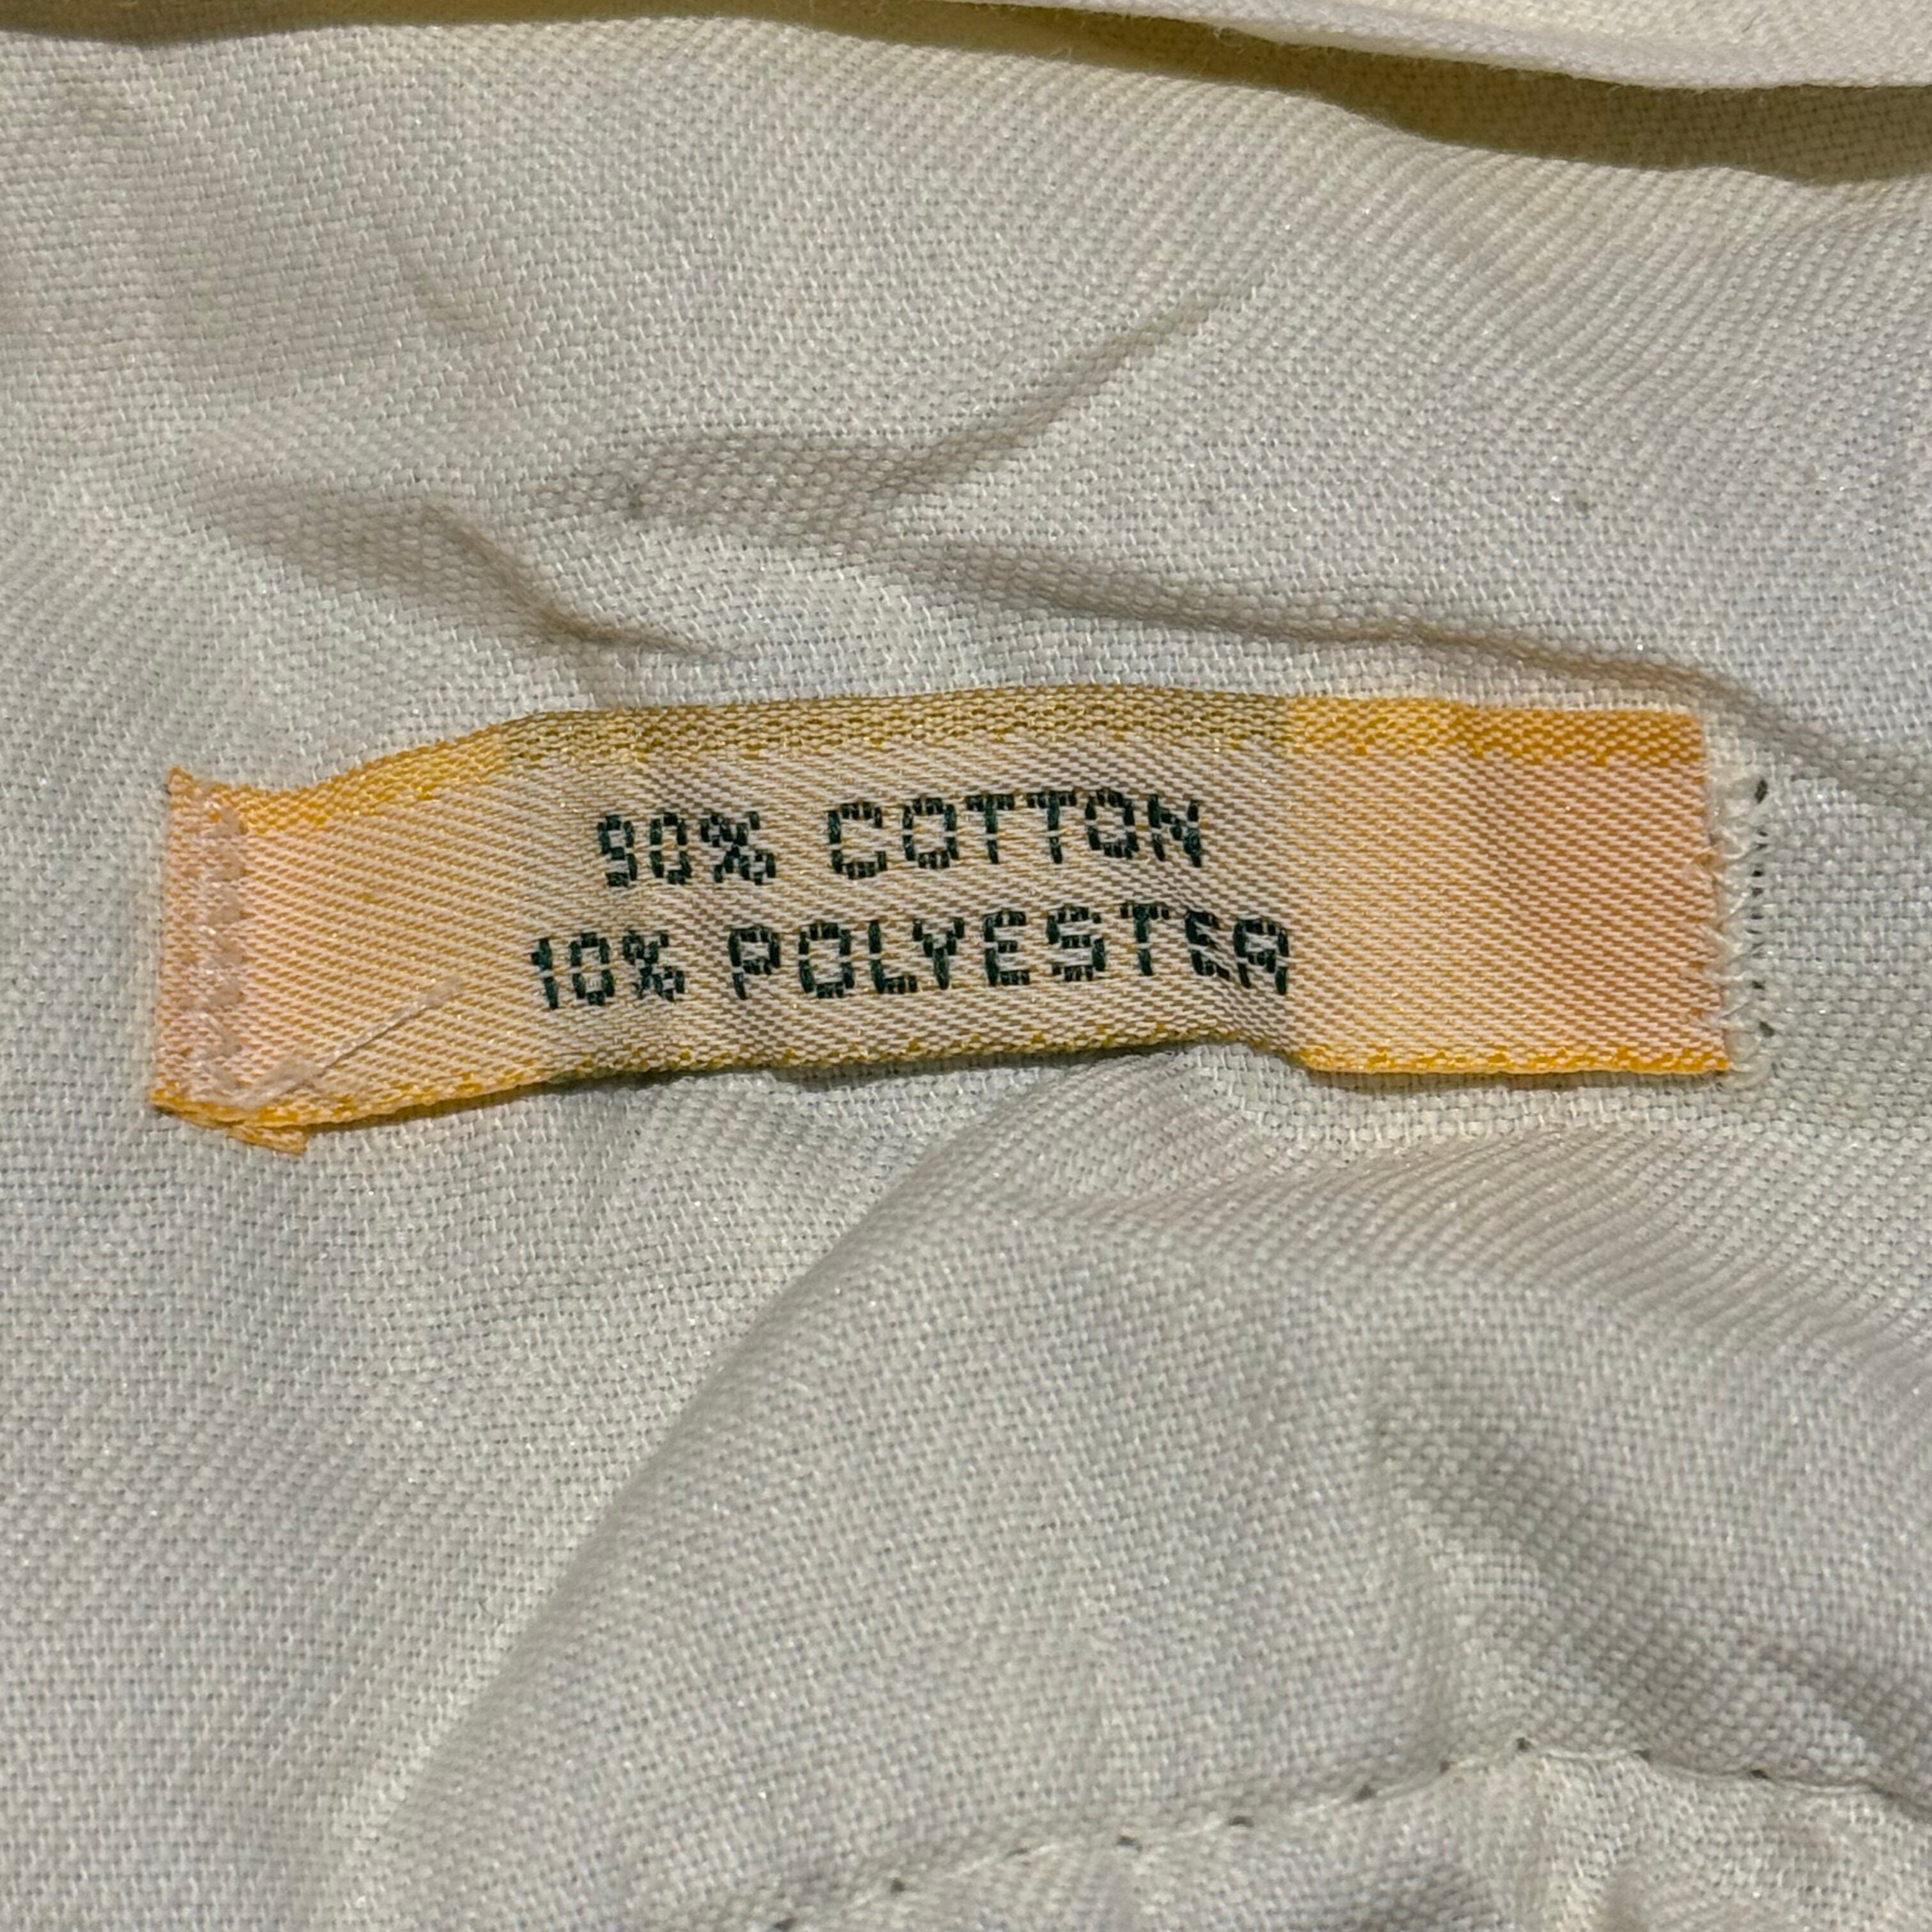 90% COTTON
10% POLYESTER